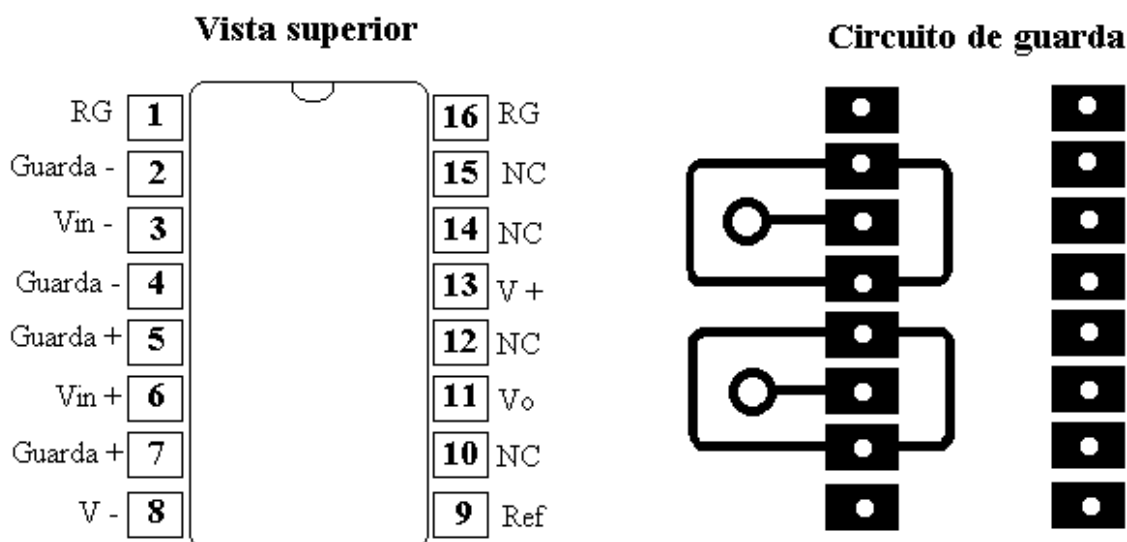 Vista superior
Circuito de guarda
RG 1 16 RG
Guarda - 2 15 NC
Vin - 3 14 NC
Guarda - 4 13 V +
Guarda + 5 12 NC
Vin + 6 11 Vo
Guarda + 7 10 NC
V - 8 9 Ref